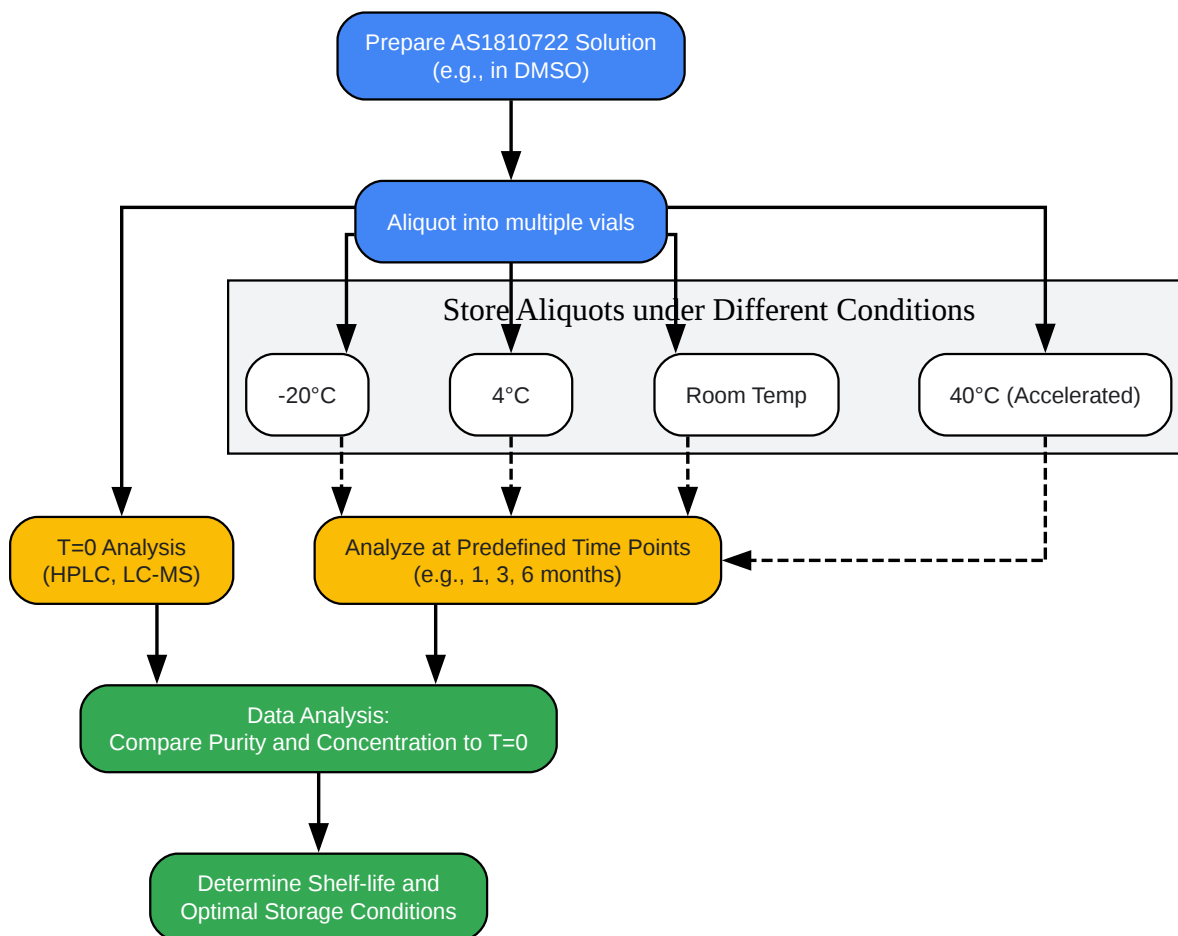 Prepare AS1810722 Solution
(e.g., in DMSO)
Aliquot into multiple vials
Store Aliquots under Different Conditions
-20°C
4°C
Room Temp
40°C (Accelerated)
T=0 Analysis
(HPLC, LC-MS)
Analyze at Predefined Time Points
(e.g., 1, 3, 6 months)
Data Analysis:
Compare Purity and Concentration to T=0
Determine Shelf-life and
Optimal Storage Conditions